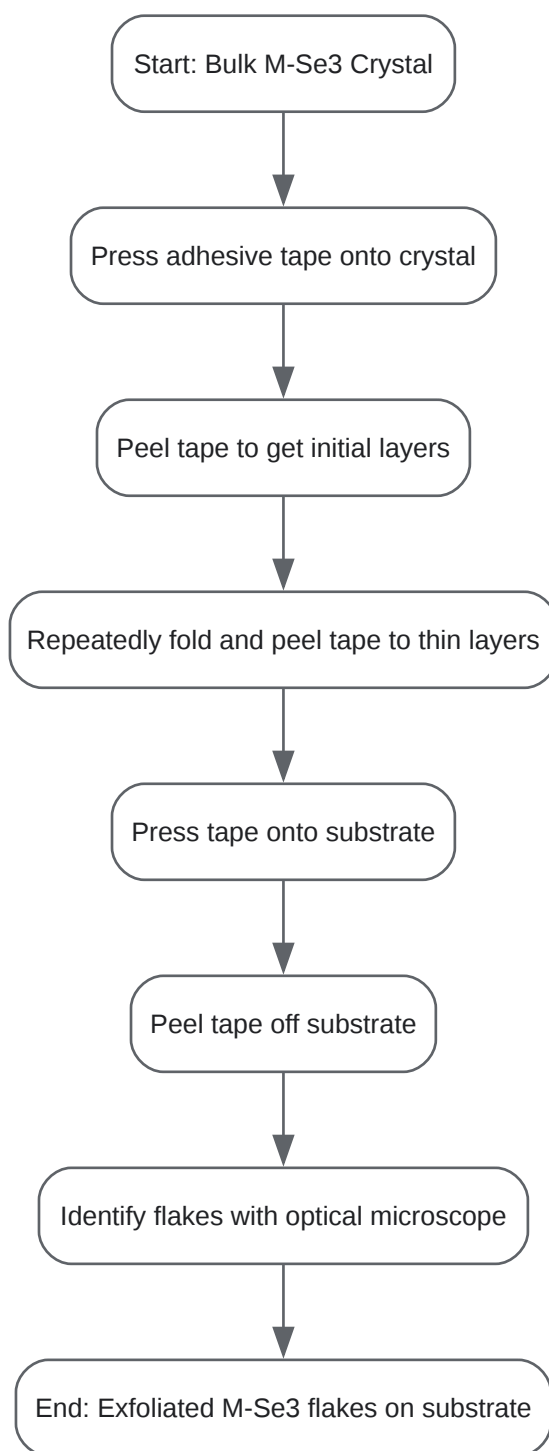 Start: Bulk M-Se3 Crystal
Press adhesive tape onto crystal
Peel tape to get initial layers
Repeatedly fold and peel tape to thin layers
Press tape onto substrate
Peel tape off substrate
Identify flakes with optical microscope
End: Exfoliated M-Se3 flakes on substrate